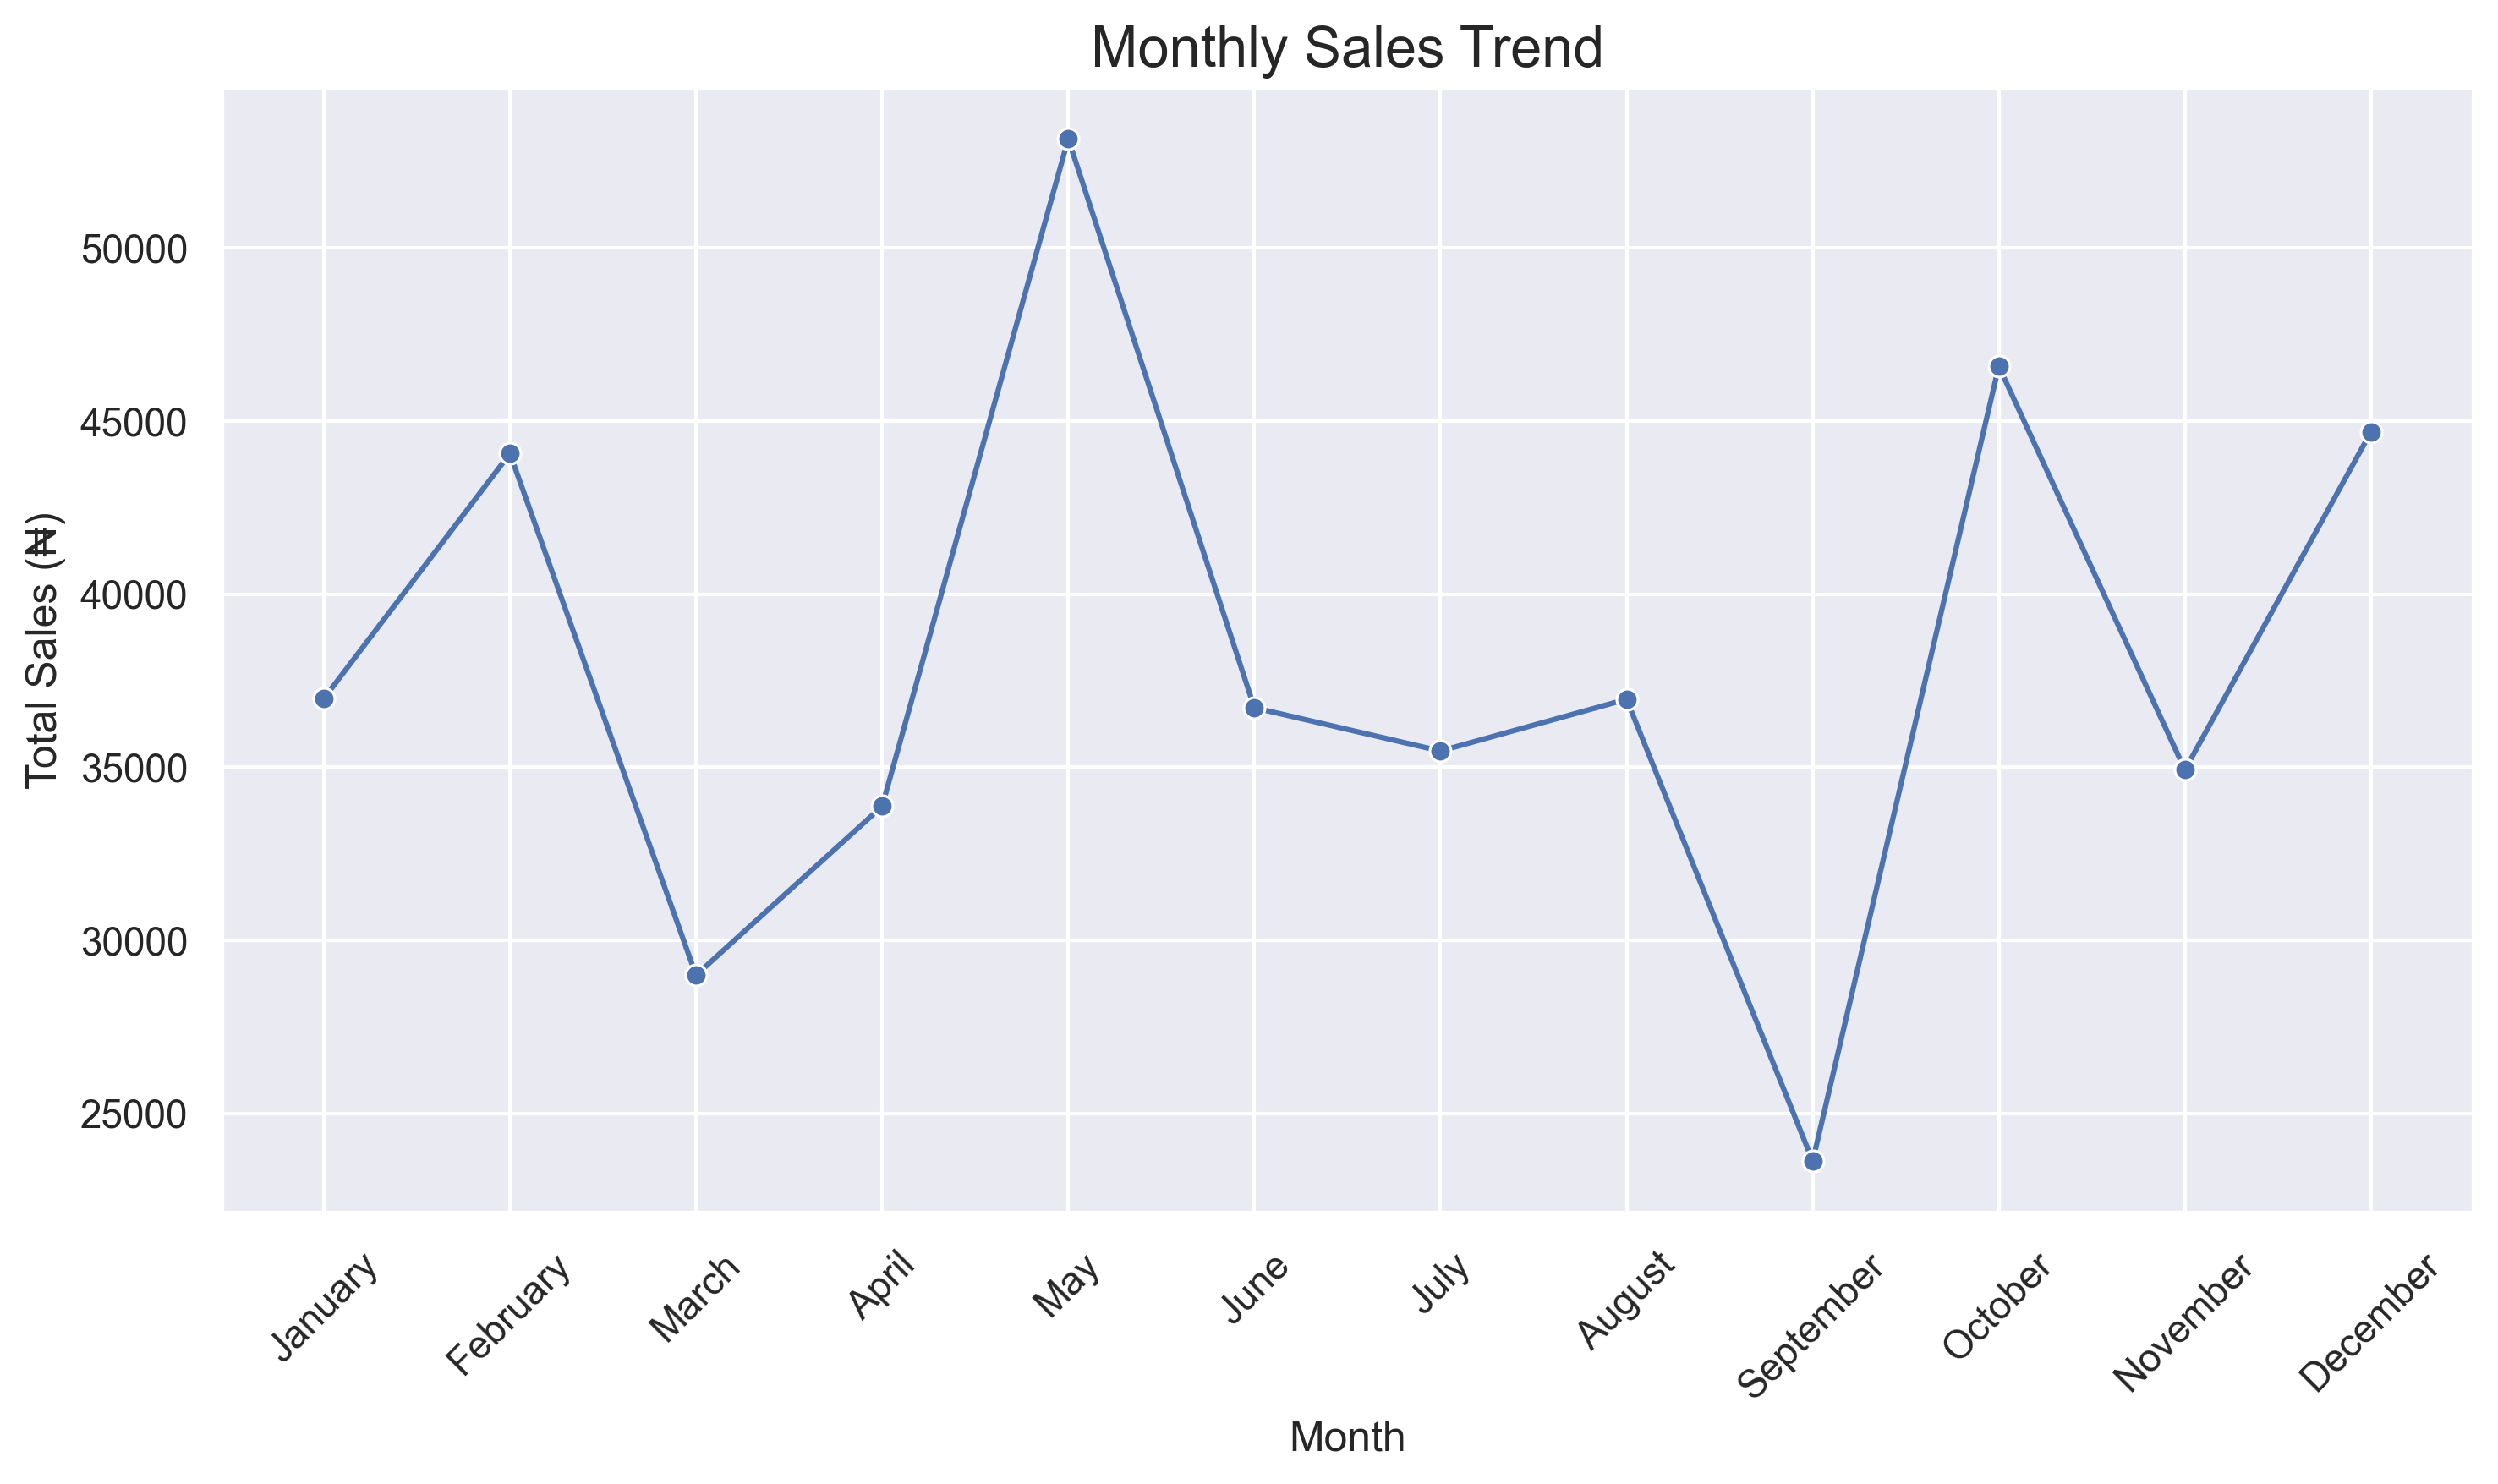 Monthly Sales Trend
Total Sales (₦)
50000
45000
40000
35000
30000
25000
January
February
March
April
May
June
July
August
September
October
November
December
Month